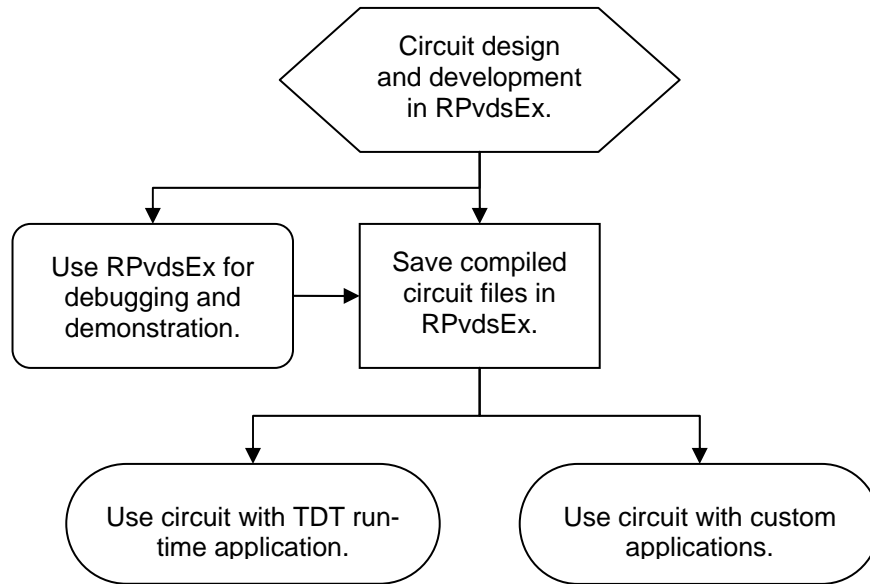 Circuit design
and development
in RPvdsEx.
Use RPvdsEx for
debugging and
demonstration.
Save compiled
circuit files in
RPvdsEx.
Use circuit with TDT run-
time application.
Use circuit with custom
applications.